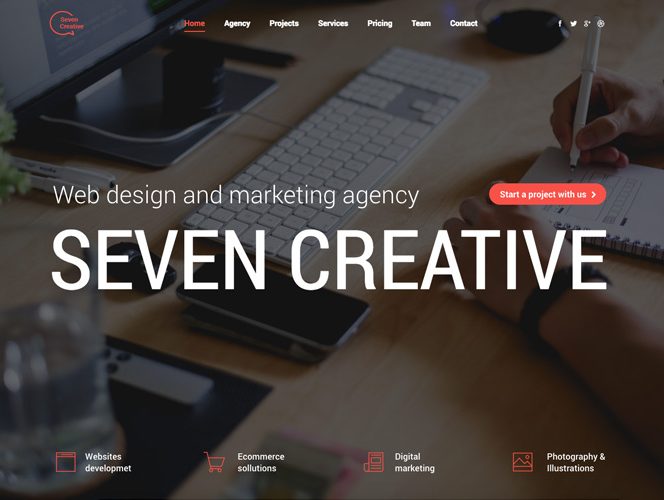 Seven
Creative
Home Agency Projects Services Pricing Team Contact
Web design and marketing agency
Start a project with us
SEVEN CREATIVE
Websites
developmet
Ecommerce
sollutions
Digital
marketing
Photography &
Illustrations